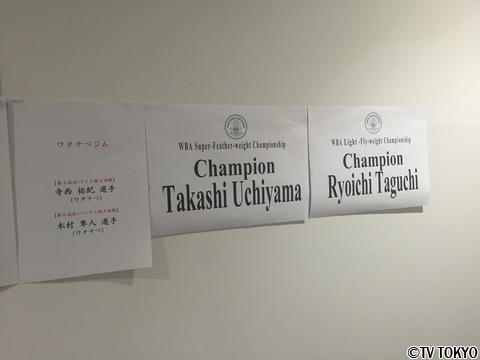 ワタナベジム
寺西 祐紀 選手
(ワタナベ)
木村 隼人 選手
(ワタナベ)
WBA Super-Feather-weight Championship
Champion
Takashi Uchiyama
WBA Light -Fly-weight Championship
Champion
Ryoichi Taguchi
©TV TOKYO